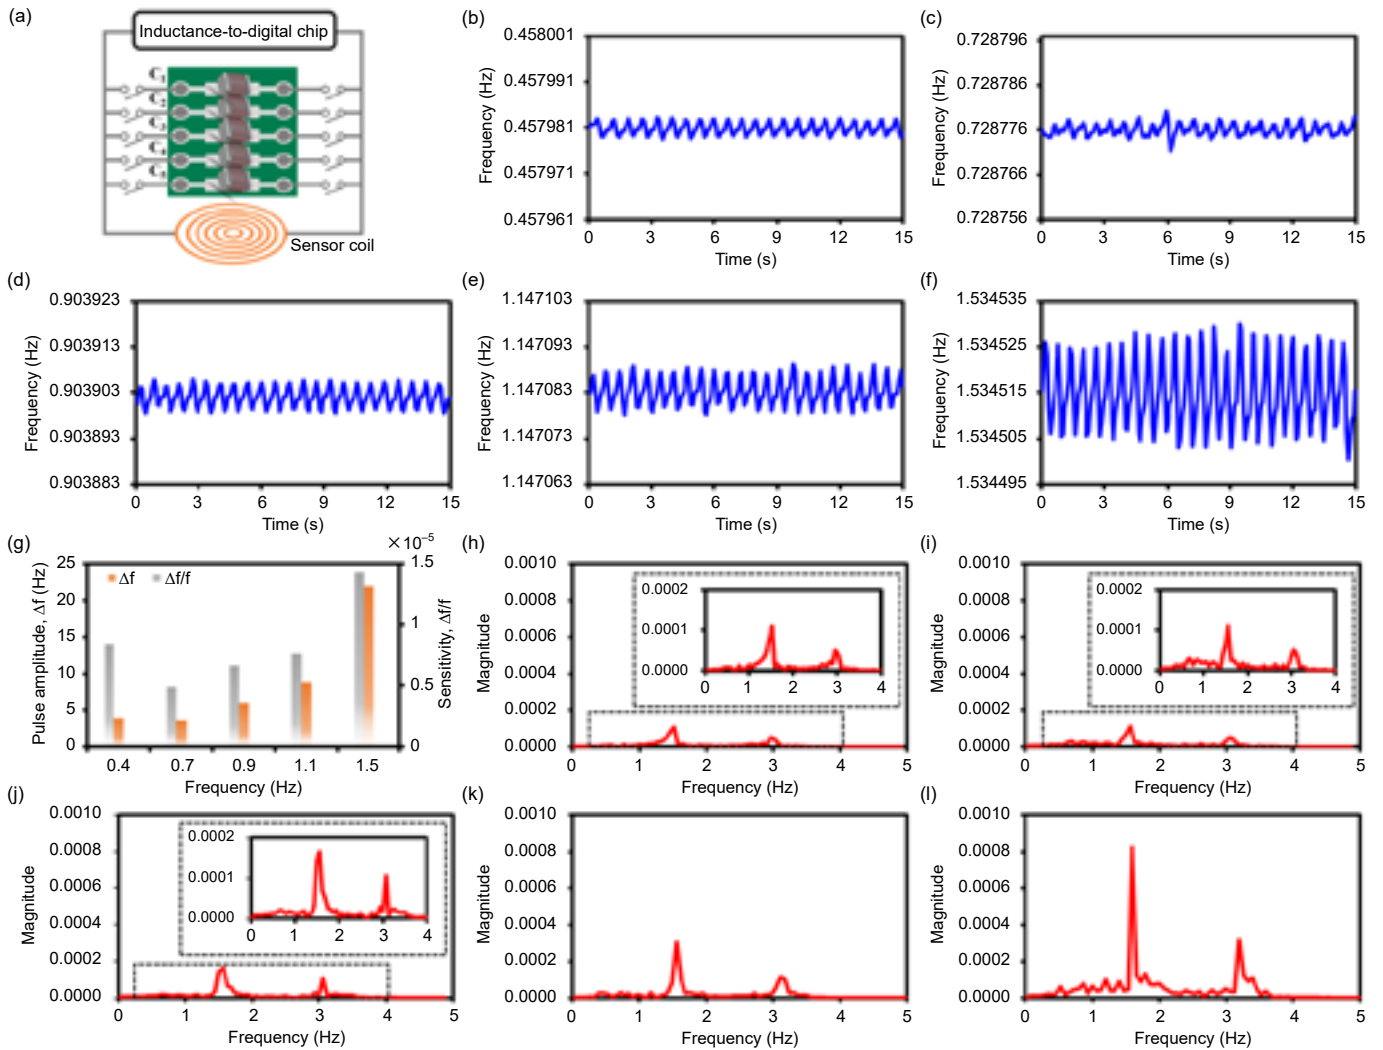 (a)
Inductance-to-digital chip
C1
C2
C3
C4
C5
Sensor coil
(b)
Frequency (Hz)
0.458001
0.457991
0.457981
0.457971
0.457961
0 3 6 9 12 15
Time (s)
(c)
Frequency (Hz)
0.728796
0.728786
0.728776
0.728766
0.728756
0 3 6 9 12 15
Time (s)
(d)
Frequency (Hz)
0.903923
0.903913
0.903903
0.903893
0.903883
0 3 6 9 12 15
Time (s)
(e)
Frequency (Hz)
1.147103
1.147093
1.147083
1.147073
1.147063
0 3 6 9 12 15
Time (s)
(f)
Frequency (Hz)
1.534535
1.534525
1.534515
1.534505
1.534495
0 3 6 9 12 15
Time (s)
(g)
×10⁻⁵
Pulse amplitude, Δf (Hz)
25
20
15
10
5
0
Δf Δf/f
1.5
1
0.5
0
Sensitivity, Δf/f
0.4 0.7 0.9 1.1 1.5
Frequency (Hz)
(h)
Magnitude
0.0010
0.0008
0.0006
0.0004
0.0002
0.0000
0.0002
0.0001
0.0000
0 1 2 3 4
0 1 2 3 4 5
Frequency (Hz)
(i)
Magnitude
0.0010
0.0008
0.0006
0.0004
0.0002
0.0000
0.0002
0.0001
0.0000
0 1 2 3 4
0 1 2 3 4 5
Frequency (Hz)
(j)
Magnitude
0.0010
0.0008
0.0006
0.0004
0.0002
0.0000
0.0002
0.0001
0.0000
0 1 2 3 4
0 1 2 3 4 5
Frequency (Hz)
(k)
Magnitude
0.0010
0.0008
0.0006
0.0004
0.0002
0.0000
0 1 2 3 4 5
Frequency (Hz)
(l)
Magnitude
0.0010
0.0008
0.0006
0.0004
0.0002
0.0000
0 1 2 3 4 5
Frequency (Hz)